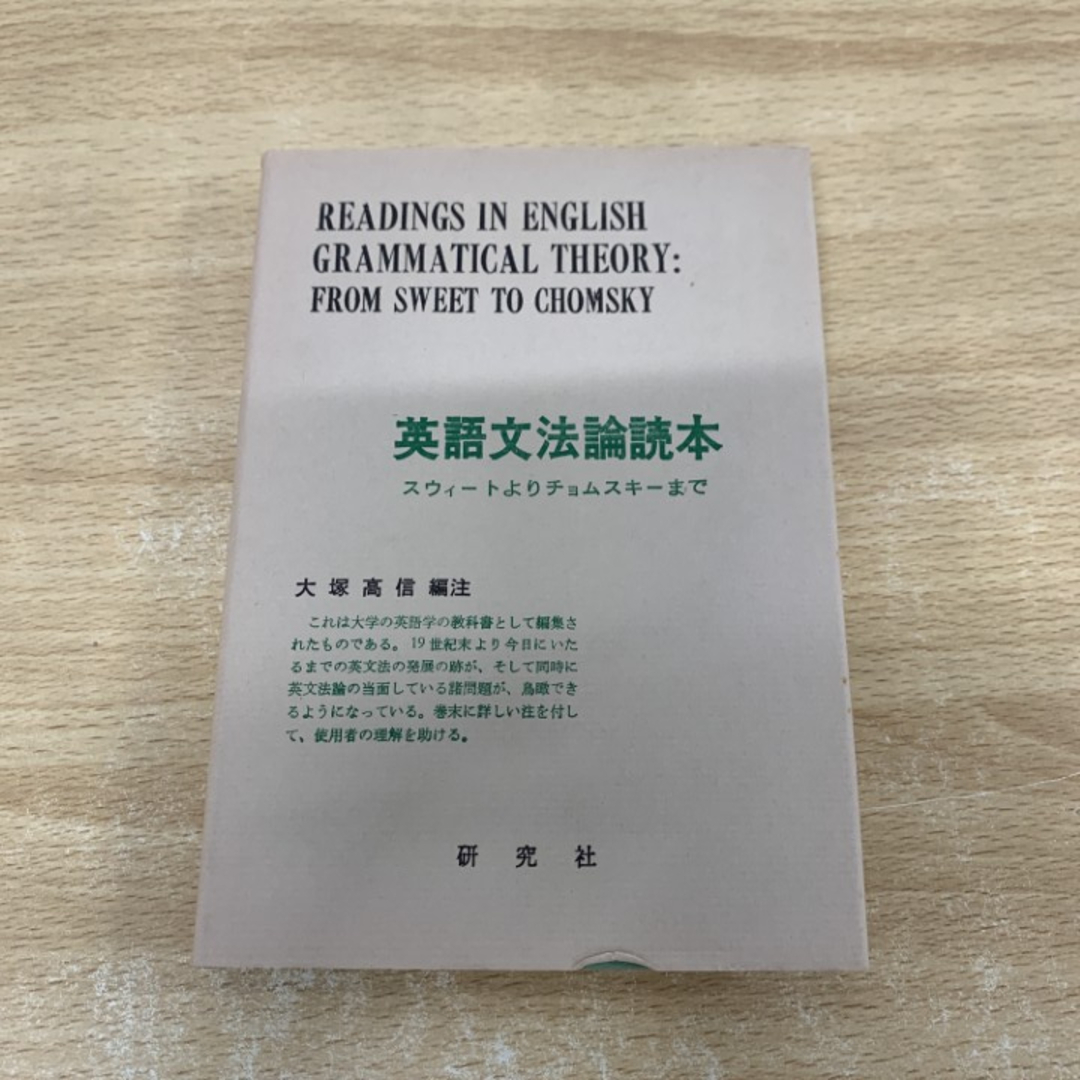 READINGS IN ENGLISH
GRAMMATICAL THEORY:
FROM SWEET TO CHOMSKY
英語文法論読本
スウィートよりチョムスキーまで
大塚高信 編注
これは大学の英語学の教科書として編集さ
れたものである。19世紀末より今日にいた
るまでの英文法の発展の跡が、そして同時に
英文法論の当面している諸問題が、鳥瞰でき
るようになっている。巻末に詳しい注を付し
て、使用者の理解を助ける。
研究社